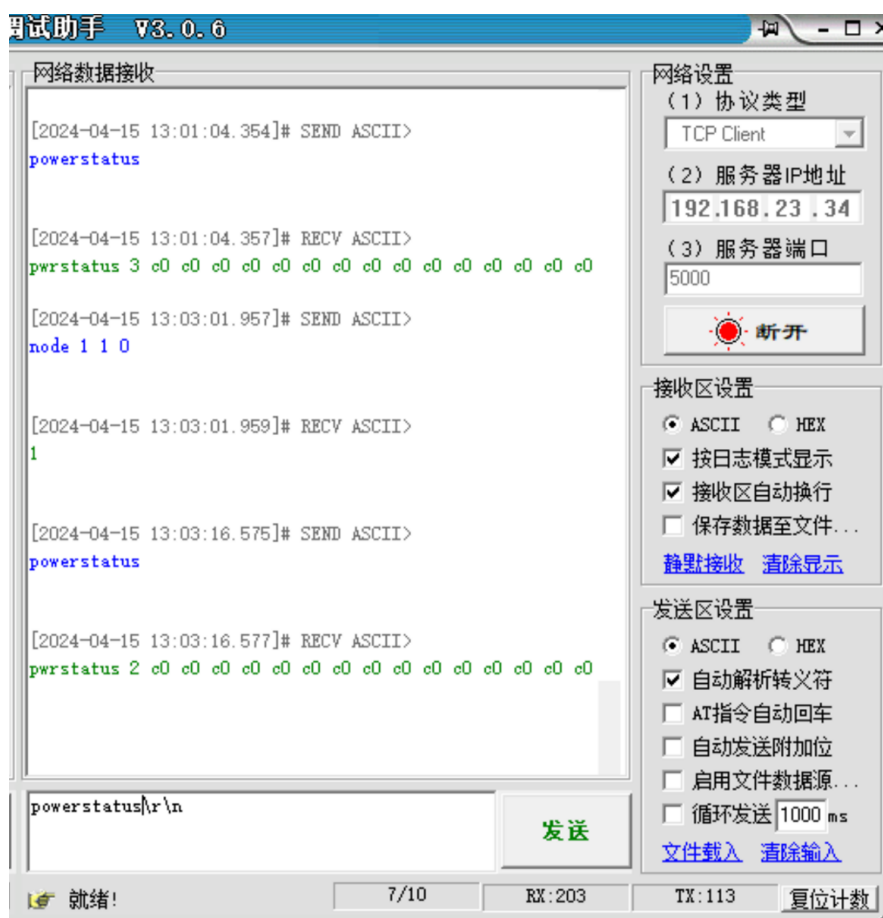 调试助手 V3.0.6
网络数据接收
[2024-04-15 13:01:04.354]# SEND ASCII>
powerstatus
[2024-04-15 13:01:04.357]# RECV ASCII>
pwrstatus 3 c0 c0 c0 c0 c0 c0 c0 c0 c0 c0 c0 c0 c0 c0 c0
[2024-04-15 13:03:01.957]# SEND ASCII>
node 1 1 0
[2024-04-15 13:03:01.959]# RECV ASCII>
1
[2024-04-15 13:03:16.575]# SEND ASCII>
powerstatus
[2024-04-15 13:03:16.577]# RECV ASCII>
pwrstatus 2 c0 c0 c0 c0 c0 c0 c0 c0 c0 c0 c0 c0 c0 c0 c0
powerstatus\r\n
发送
网络设置
（1）协议类型
TCP Client
（2）服务器IP地址
192.168.23.34
（3）服务器端口
5000
断开
接收区设置
ASCII HEX
按日志模式显示
接收区自动换行
保存数据至文件...
静默接收 清除显示
发送区设置
ASCII HEX
自动解析转义符
AT指令自动回车
自动发送附加位
启用文件数据源...
循环发送 1000 ms
文件载入 清除输入
就绪! 7/10 RX:203 TX:113 复位计数